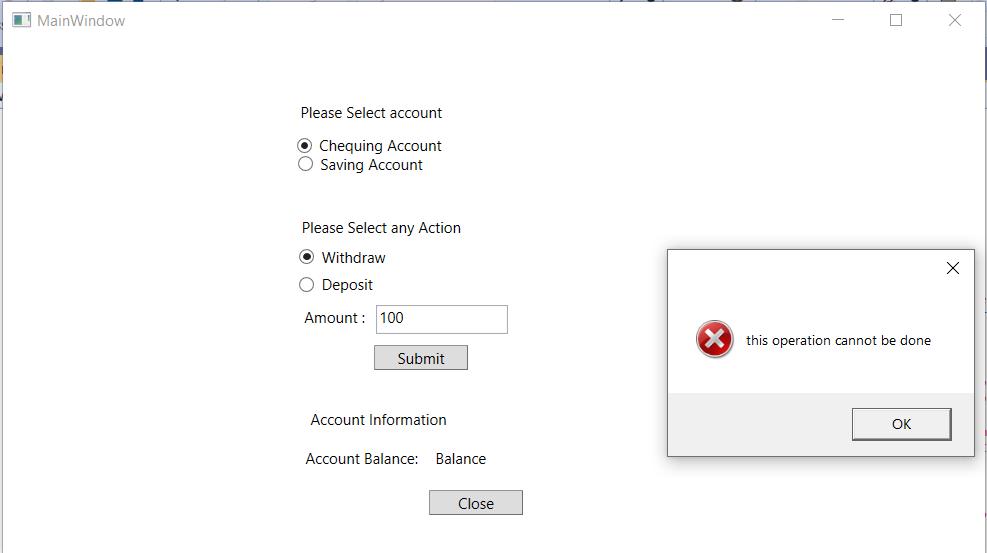 MainWindow
Please Select account
Chequing Account
Saving Account
Please Select any Action
Withdraw
Deposit
Amount : 100
Submit
this operation cannot be done
OK
Account Information
Account Balance: Balance
Close